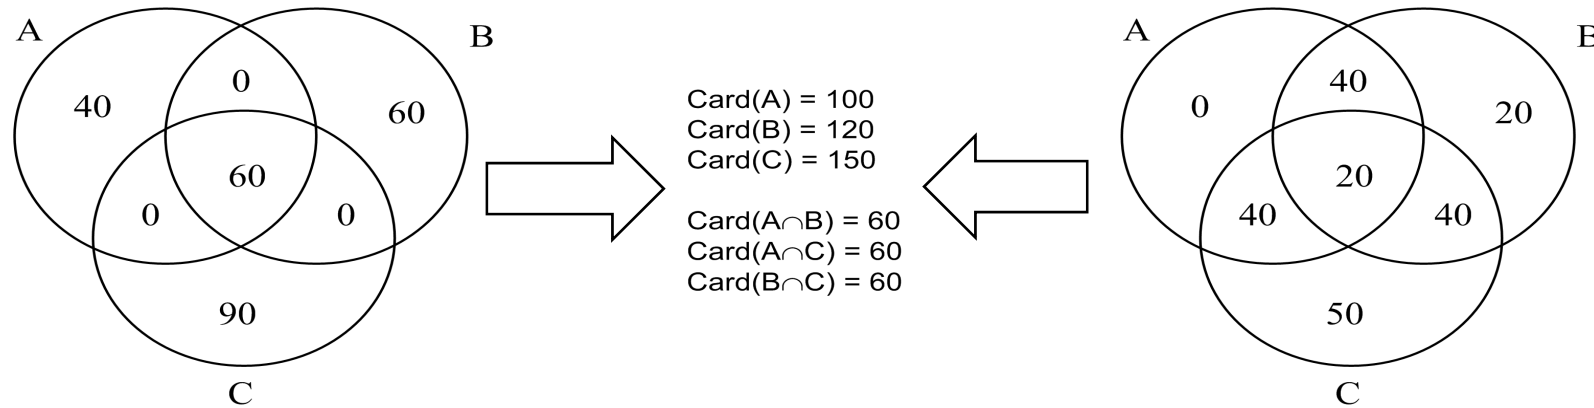 A
B
40
0
60
60
0
0
90
C
Card(A) = 100
Card(B) = 120
Card(C) = 150
Card(A∩B) = 60
Card(A∩C) = 60
Card(B∩C) = 60
A
B
0
40
20
20
40
40
50
C